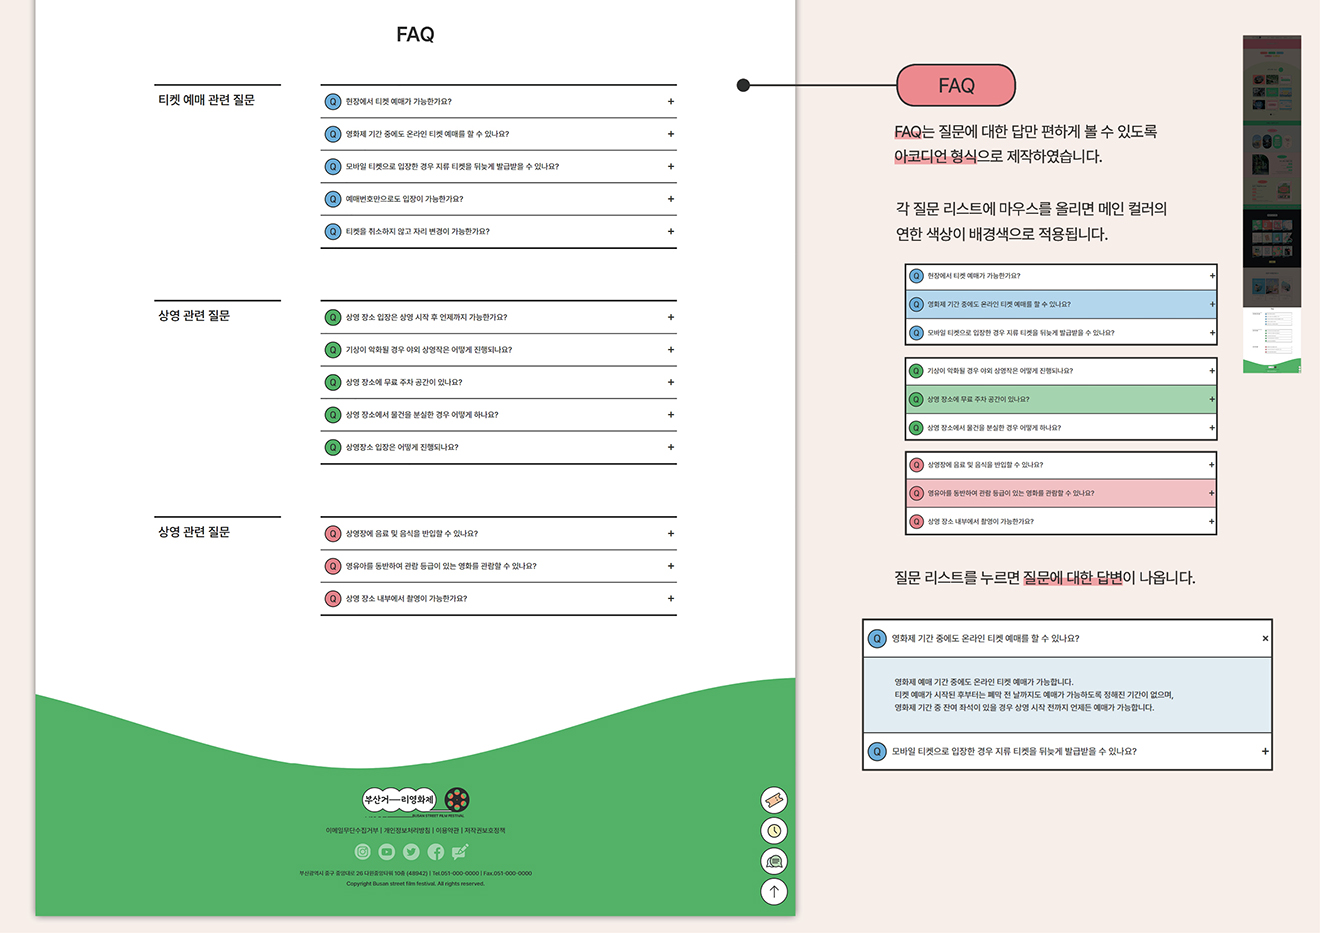 FAQ
티켓 예매 관련 질문
Q 현장에서 티켓 예매가 가능한가요? +
Q 영화제 기간 중에도 온라인 티켓 예매를 할 수 있나요? +
Q 모바일 티켓으로 입장한 경우 지류 티켓을 뒤늦게 발급받을 수 있나요? +
Q 예매번호만으로도 입장이 가능한가요? +
Q 티켓을 취소하지 않고 자리 변경이 가능한가요? +
상영 관련 질문
Q 상영 장소 입장은 상영 시작 후 언제까지 가능한가요? +
Q 기상이 악화될 경우 야외 상영작은 어떻게 진행되나요? +
Q 상영 장소에 무료 주차 공간이 있나요? +
Q 상영 장소에서 물건을 분실한 경우 어떻게 하나요? +
Q 상영장소 입장은 어떻게 진행되나요? +
상영 관련 질문
Q 상영장에 음료 및 음식을 반입할 수 있나요? +
Q 영유아를 동반하여 관람 등급이 있는 영화를 관람할 수 있나요? +
Q 상영 장소 내부에서 촬영이 가능한가요? +
부산거—리영화제
BUSAN STREET FILM FESTIVAL
이메일무단수집거부 | 개인정보처리방침 | 이용약관 | 저작권보호정책
부산광역시 중구 중앙대로 26 다원중앙타워 10층 (48942) | Tel.051-000-0000 | Fax.051-000-0000
Copyright Busan street film festival. All rights reserved.
FAQ
FAQ는 질문에 대한 답만 편하게 볼 수 있도록
아코디언 형식으로 제작하였습니다.
각 질문 리스트에 마우스를 올리면 메인 컬러의
연한 색상이 배경색으로 적용됩니다.
Q 현장에서 티켓 예매가 가능한가요? +
Q 영화제 기간 중에도 온라인 티켓 예매를 할 수 있나요? +
Q 모바일 티켓으로 입장한 경우 지류 티켓을 뒤늦게 발급받을 수 있나요? +
Q 기상이 악화될 경우 야외 상영작은 어떻게 진행되나요? +
Q 상영 장소에 무료 주차 공간이 있나요? +
Q 상영 장소에서 물건을 분실한 경우 어떻게 하나요? +
Q 상영장에 음료 및 음식을 반입할 수 있나요? +
Q 영유아를 동반하여 관람 등급이 있는 영화를 관람할 수 있나요? +
Q 상영 장소 내부에서 촬영이 가능한가요? +
질문 리스트를 누르면 질문에 대한 답변이 나옵니다.
Q 영화제 기간 중에도 온라인 티켓 예매를 할 수 있나요? ×
영화제 예매 기간 중에도 온라인 티켓 예매가 가능합니다.
티켓 예매가 시작된 후부터는 폐막 전 날까지도 예매가 가능하도록 정해진 기간이 없으며,
영화제 기간 중 잔여 좌석이 있을 경우 상영 시작 전까지 언제든 예매가 가능합니다.
Q 모바일 티켓으로 입장한 경우 지류 티켓을 뒤늦게 발급받을 수 있나요? +